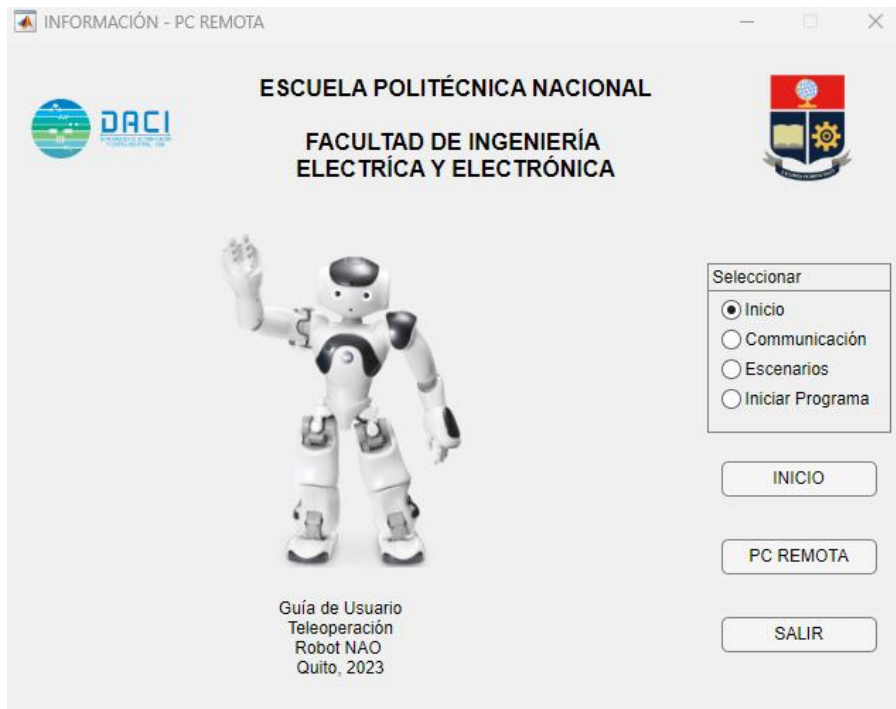 INFORMACIÓN - PC REMOTA
ESCUELA POLITÉCNICA NACIONAL
DACI
FACULTAD DE INGENIERÍA
ELECTRÍCA Y ELECTRÓNICA
Seleccionar
Inicio
Communicación
Escenarios
Iniciar Programa
INICIO
PC REMOTA
SALIR
Guía de Usuario
Teleoperación
Robot NAO
Quito, 2023